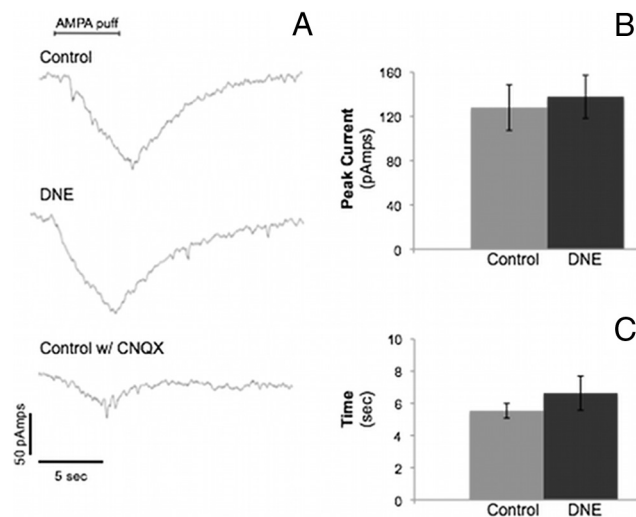 A
AMPA puff
Control
DNE
Control w/ CNQX
50 pAmps
5 sec
B
Peak Current
(pAmps)
160
120
80
40
0
Control DNE
C
Time
(sec)
10
8
6
4
2
0
Control DNE